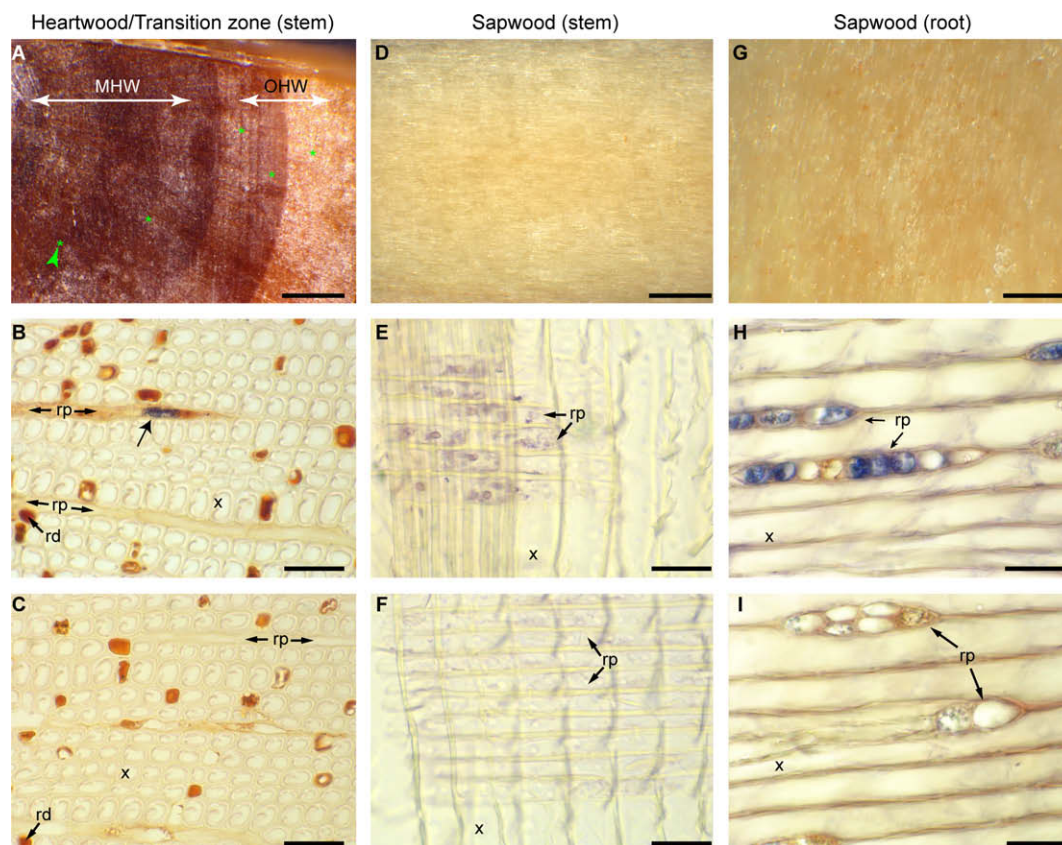 Heartwood/Transition zone (stem)
Sapwood (stem)
Sapwood (root)
A
MHW
OHW
D
G
B
rp
rp
x
rd
E
rp
x
H
rp
x
C
rp
x
rd
F
rp
x
I
rp
x